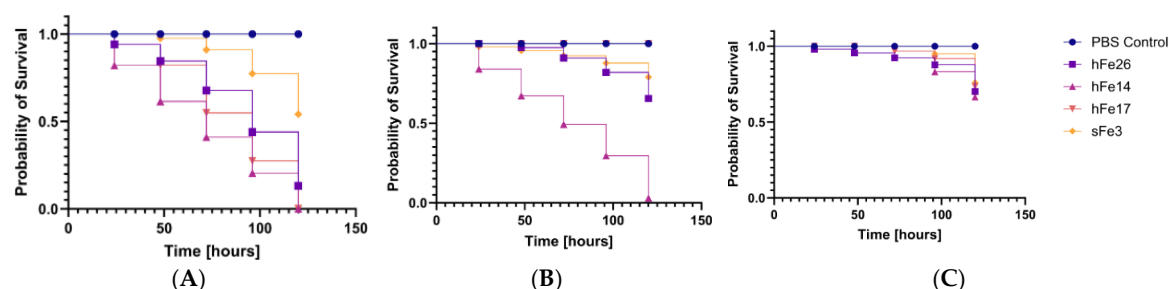 Probability of Survival
1.0
0.5
0.0
0
50
100
150
Time [hours]
(A)
Probability of Survival
1.0
0.5
0.0
0
50
100
150
Time [hours]
(B)
Probability of Survival
1.0
0.5
0.0
0
50
100
150
Time [hours]
(C)
PBS Control
hFe26
hFe14
hFe17
sFe3